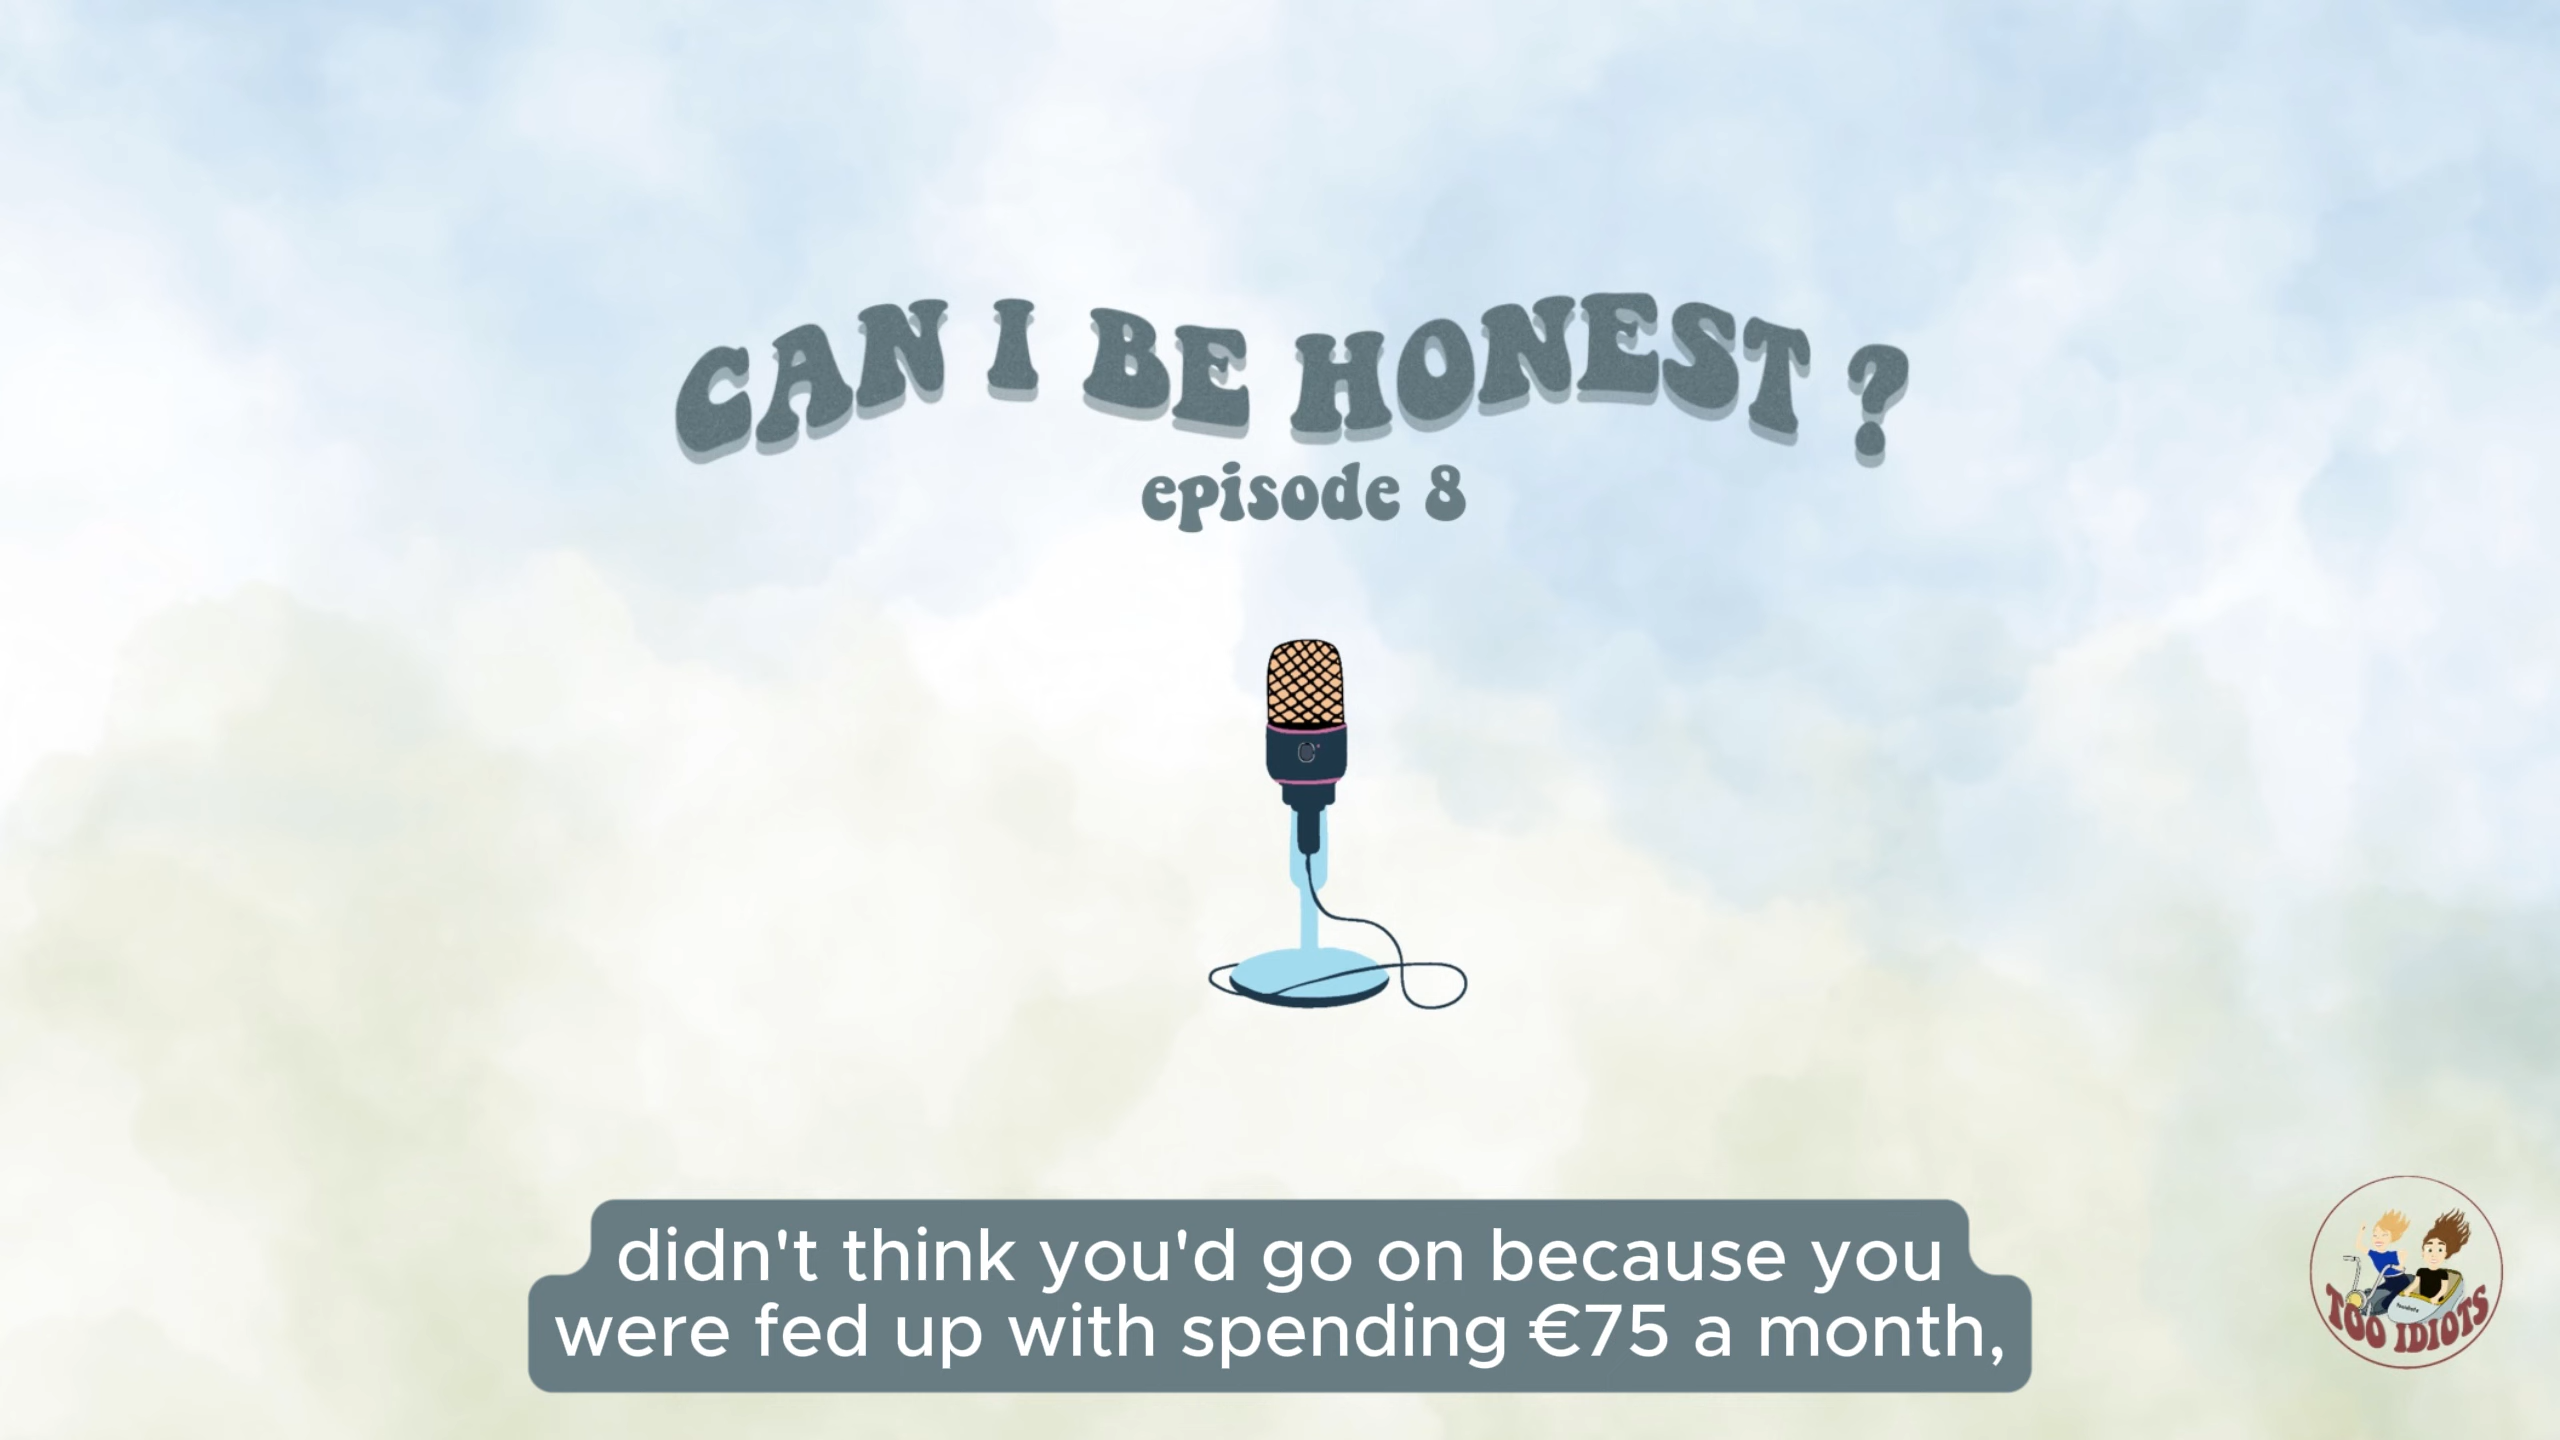 CAN I BE HONEST ?
episode 8
didn't think you'd go on because you
were fed up with spending €75 a month,
TOO IDIOTS